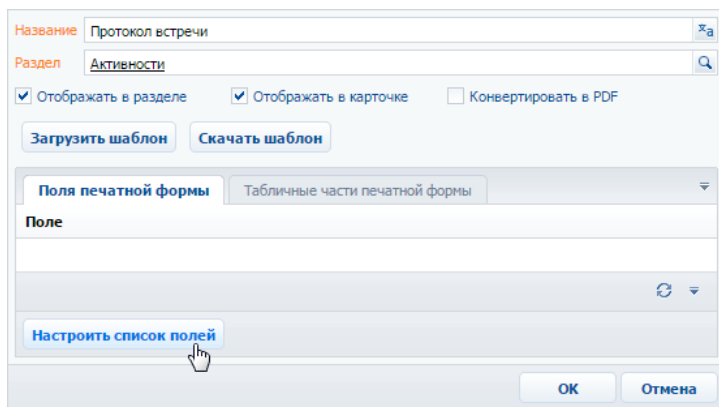 Название Протокол встречи
Раздел Активности
Отображать в разделе Отображать в карточке Конвертировать в PDF
Загрузить шаблон Скачать шаблон
Поля печатной формы Табличные части печатной формы
Поле
Настроить список полей
ОК Отмена